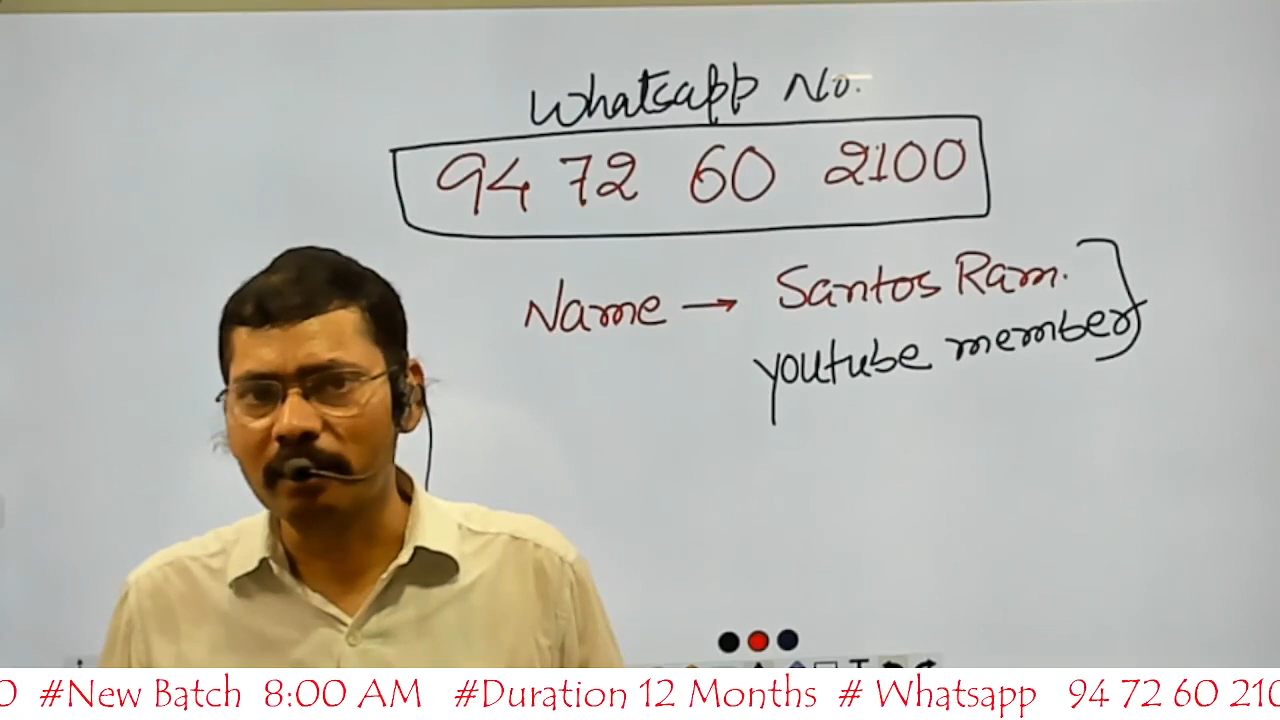 Whatsapp No.
94 72 60 2100
Name → Santos Ram.
youtube member
0 #New Batch 8:00 AM #Duration 12 Months # Whatsapp 94 72 60 210